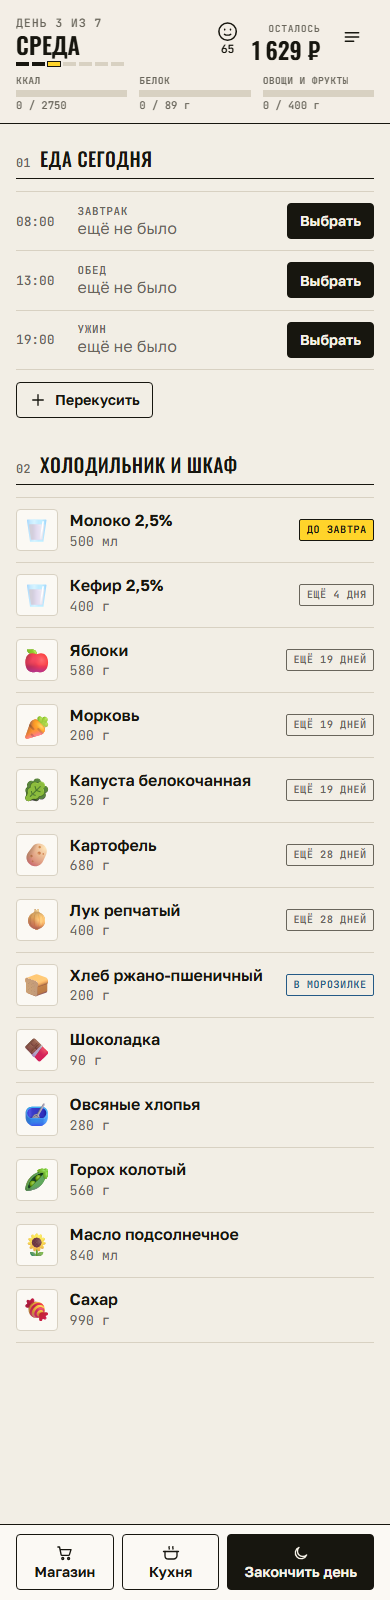 ДЕНЬ 3 ИЗ 7
СРЕДА
65
ОСТАЛОСЬ
1 629 ₽
ККАЛ
0 / 2750
БЕЛОК
0 / 89 г
ОВОЩИ И ФРУКТЫ
0 / 400 г
01 ЕДА СЕГОДНЯ
08:00
ЗАВТРАК
ещё не было
Выбрать
13:00
ОБЕД
ещё не было
Выбрать
19:00
УЖИН
ещё не было
Выбрать
+ Перекусить
02 ХОЛОДИЛЬНИК И ШКАФ
Молоко 2,5%
500 мл
ДО ЗАВТРА
Кефир 2,5%
400 г
ЕЩЁ 4 ДНЯ
Яблоки
580 г
ЕЩЁ 19 ДНЕЙ
Морковь
200 г
ЕЩЁ 19 ДНЕЙ
Капуста белокочанная
520 г
ЕЩЁ 19 ДНЕЙ
Картофель
680 г
ЕЩЁ 28 ДНЕЙ
Лук репчатый
400 г
ЕЩЁ 28 ДНЕЙ
Хлеб ржано-пшеничный
200 г
В МОРОЗИЛКЕ
Шоколадка
90 г
Овсяные хлопья
280 г
Горох колотый
560 г
Масло подсолнечное
840 мл
Сахар
990 г
Магазин
Кухня
Закончить день